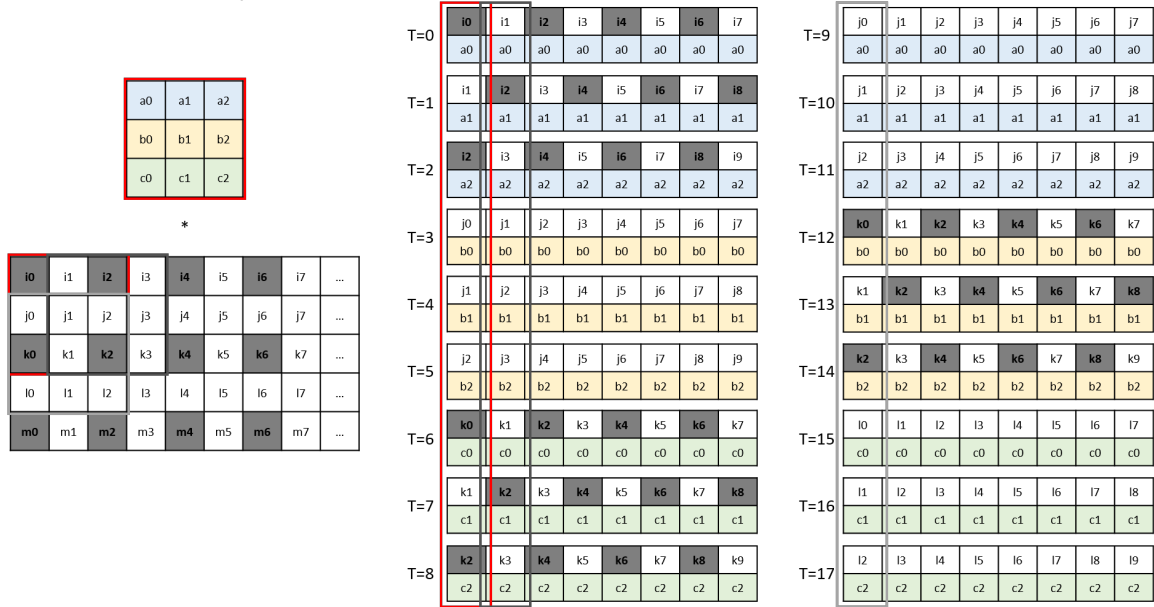 a0 a1 a2
b0 b1 b2
c0 c1 c2
*
i0 i1 i2 i3 i4 i5 i6 i7 ...
j0 j1 j2 j3 j4 j5 j6 j7 ...
k0 k1 k2 k3 k4 k5 k6 k7 ...
l0 l1 l2 l3 l4 l5 l6 l7 ...
m0 m1 m2 m3 m4 m5 m6 m7 ...
T=0
i0 i1 i2 i3 i4 i5 i6 i7
a0 a0 a0 a0 a0 a0 a0 a0
T=1
i1 i2 i3 i4 i5 i6 i7 i8
a1 a1 a1 a1 a1 a1 a1 a1
T=2
i2 i3 i4 i5 i6 i7 i8 i9
a2 a2 a2 a2 a2 a2 a2 a2
T=3
j0 j1 j2 j3 j4 j5 j6 j7
b0 b0 b0 b0 b0 b0 b0 b0
T=4
j1 j2 j3 j4 j5 j6 j7 j8
b1 b1 b1 b1 b1 b1 b1 b1
T=5
j2 j3 j4 j5 j6 j7 j8 j9
b2 b2 b2 b2 b2 b2 b2 b2
T=6
k0 k1 k2 k3 k4 k5 k6 k7
c0 c0 c0 c0 c0 c0 c0 c0
T=7
k1 k2 k3 k4 k5 k6 k7 k8
c1 c1 c1 c1 c1 c1 c1 c1
T=8
k2 k3 k4 k5 k6 k7 k8 k9
c2 c2 c2 c2 c2 c2 c2 c2
T=9
j0 j1 j2 j3 j4 j5 j6 j7
a0 a0 a0 a0 a0 a0 a0 a0
T=10
j1 j2 j3 j4 j5 j6 j7 j8
a1 a1 a1 a1 a1 a1 a1 a1
T=11
j2 j3 j4 j5 j6 j7 j8 j9
a2 a2 a2 a2 a2 a2 a2 a2
T=12
k0 k1 k2 k3 k4 k5 k6 k7
b0 b0 b0 b0 b0 b0 b0 b0
T=13
k1 k2 k3 k4 k5 k6 k7 k8
b1 b1 b1 b1 b1 b1 b1 b1
T=14
k2 k3 k4 k5 k6 k7 k8 k9
b2 b2 b2 b2 b2 b2 b2 b2
T=15
l0 l1 l2 l3 l4 l5 l6 l7
c0 c0 c0 c0 c0 c0 c0 c0
T=16
l1 l2 l3 l4 l5 l6 l7 l8
c1 c1 c1 c1 c1 c1 c1 c1
T=17
l2 l3 l4 l5 l6 l7 l8 l9
c2 c2 c2 c2 c2 c2 c2 c2